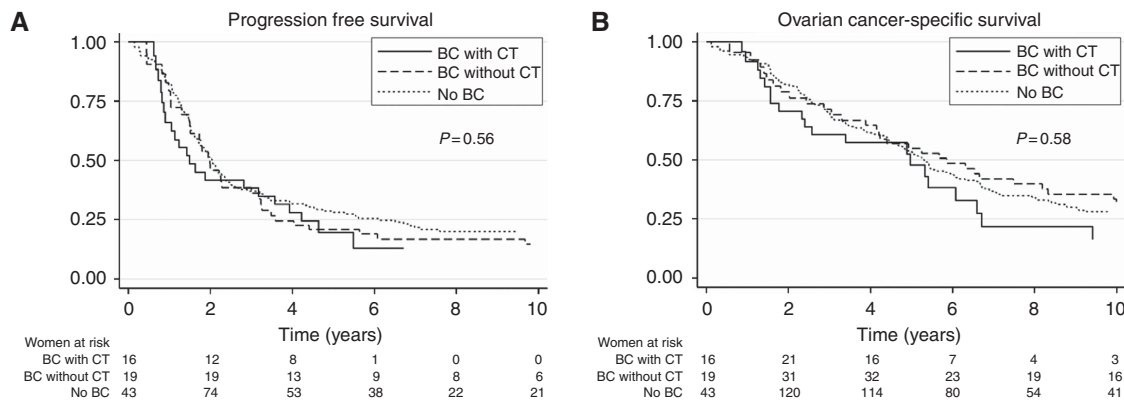 A
Progression free survival
1.00
0.75
0.50
0.25
0.00
BC with CT
BC without CT
No BC
P=0.56
0 2 4 6 8 10
Time (years)
Women at risk
BC with CT 16 12 8 1 0 0
BC without CT 19 19 13 9 8 6
No BC 43 74 53 38 22 21
B
Ovarian cancer-specific survival
1.00
0.75
0.50
0.25
0.00
BC with CT
BC without CT
No BC
P=0.58
0 2 4 6 8 10
Time (years)
Women at risk
BC with CT 16 21 16 7 4 3
BC without CT 19 31 32 23 19 16
No BC 43 120 114 80 54 41